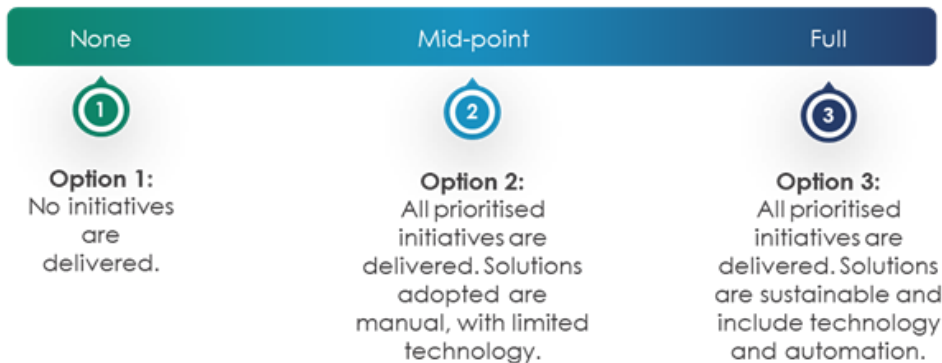 None
Mid-point
Full
1
2
3
Option 1:
No initiatives
are
delivered.
Option 2:
All prioritised
initiatives are
delivered. Solutions
adopted are
manual, with limited
technology.
Option 3:
All prioritised
initiatives are
delivered. Solutions
are sustainable and
include technology
and automation.